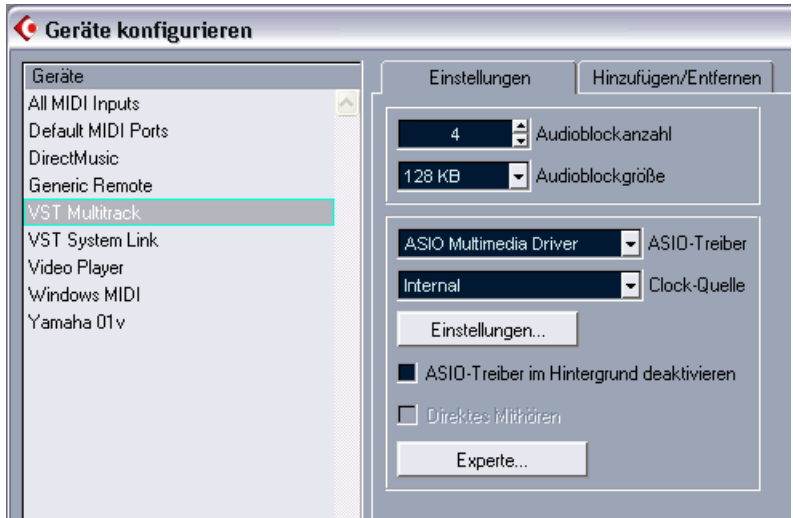 Geräte konfigurieren
Geräte
All MIDI Inputs
Default MIDI Ports
DirectMusic
Generic Remote
VST Multitrack
VST System Link
Video Player
Windows MIDI
Yamaha 01v
Einstellungen
Hinzufügen/Entfernen
4 Audioblockanzahl
128 KB Audioblockgröße
ASIO Multimedia Driver ASIO-Treiber
Internal Clock-Quelle
Einstellungen...
ASIO-Treiber im Hintergrund deaktivieren
Direktes Mithören
Experte...